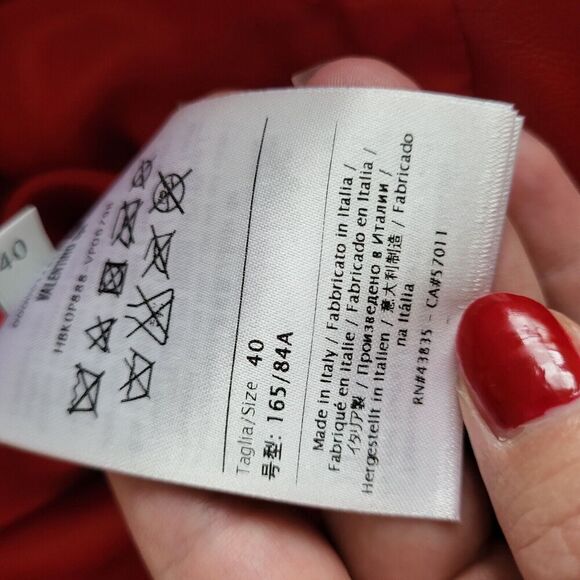 40
VALENTINO
HBK0P888-VP06798
Taglia/Size 40
号型: 165/84A
Made in Italy / Fabbricato in Italia /
Fabriqué en Italie / Fabricado en Italia /
イタリア製 / Произведено в Италии /
Hergestellt in Italien / 意大利制造 / Fabricado
na Itália
RN#43835 - CA#57011